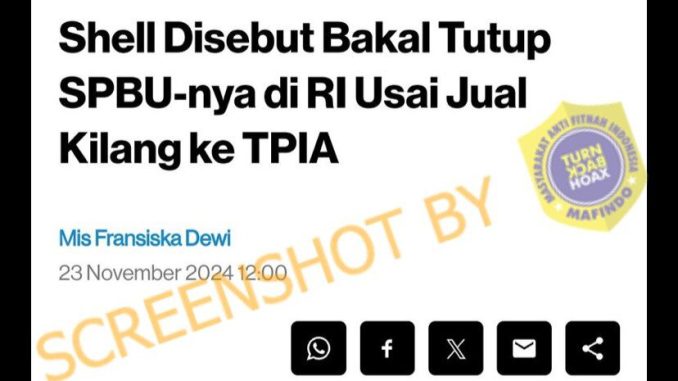 Shell Disebut Bakal Tutup
SPBU-nya di RI Usai Jual
Kilang ke TPIA
Mis Fransiska Dewi
23 November 2024 12:00
SCREENSHOT BY
MASYARAKAT ANTI FITNAH INDONESIA
TURN
BACK
HOAX
MAFINDO